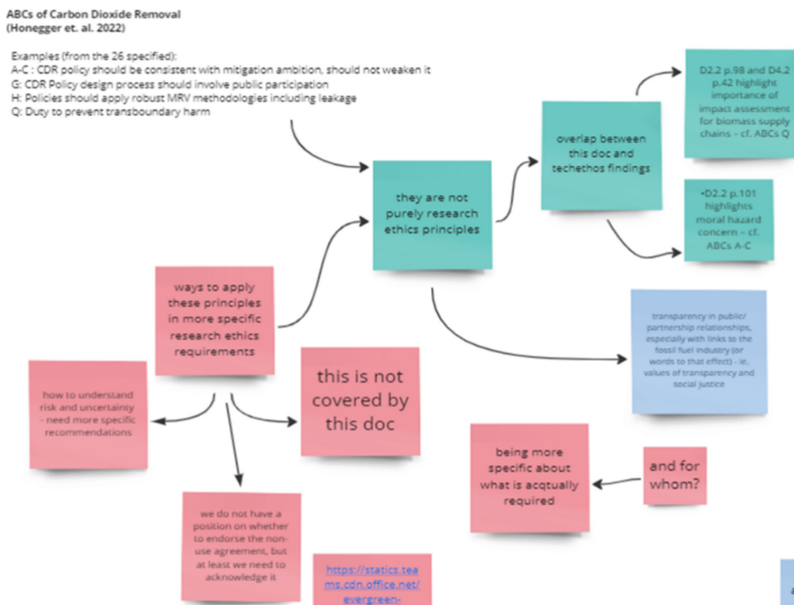 ABCs of Carbon Dioxide Removal
(Honegger et. al. 2022)
Examples (from the 26 specified):
A-C : CDR policy should be consistent with mitigation ambition, should not weaken it
G: CDR Policy design process should involve public participation
H: Policies should apply robust MRV methodologies including leakage
Q: Duty to prevent transboundary harm
D2.2 p.98 and D4.2
p.42 highlight
importance of
impact assessment
for biomass supply
chains – cf. ABCs Q
overlap between
this doc and
techethos findings
they are not
purely research
ethics principles
•D2.2 p.101
highlights
moral hazard
concern – cf.
ABCs A-C
ways to apply
these principles
in more specific
research ethics
requirements
transparency in public/
partnership relationships,
especially with links to the
fossil fuel industry (or
words to that effect) - ie.
values of transparency and
social justice
this is not
covered by
this doc
how to understand
risk and uncertainty
- need more specific
recommendations
being more
specific about
what is acqtually
required
and for
whom?
we do not have a
position on whether
to endorse the non-
use agreement, but
at least we need to
acknowledge it
https://statics.tea
ms.cdn.office.net/
evergreen-